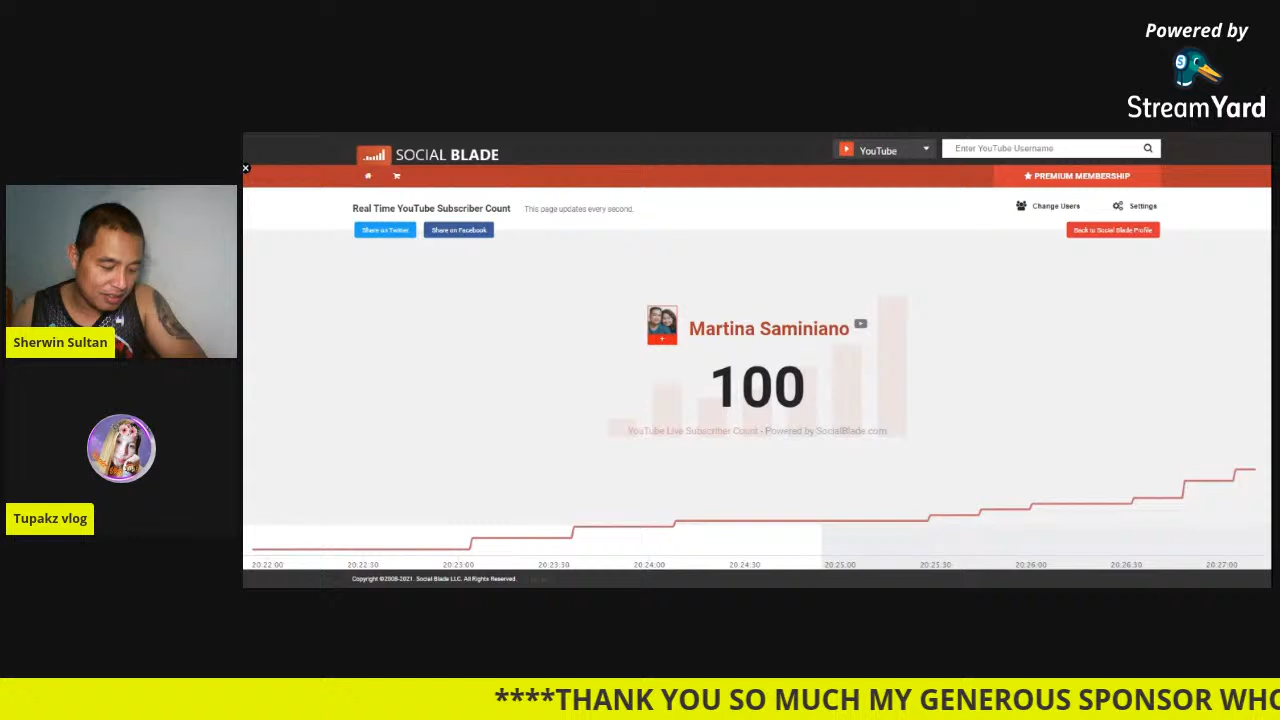 Powered by
StreamYard
SOCIAL BLADE
YouTube
Enter YouTube Username
PREMIUM MEMBERSHIP
Real Time YouTube Subscriber Count
This page updates every second.
Change Users
Settings
Share on Twitter
Share on Facebook
Back to Social Blade Profile
Martina Saminiano
100
YouTube Live Subscriber Count - Powered by SocialBlade.com
20:22:00
20:22:30
20:23:00
20:23:30
20:24:00
20:24:30
20:25:00
20:25:30
20:26:00
20:26:30
20:27:00
Copyright ©2008-2021. Social Blade LLC. All Rights Reserved.
Sherwin Sultan
Tupakz vlog
****THANK YOU SO MUCH MY GENEROUS SPONSOR WHO